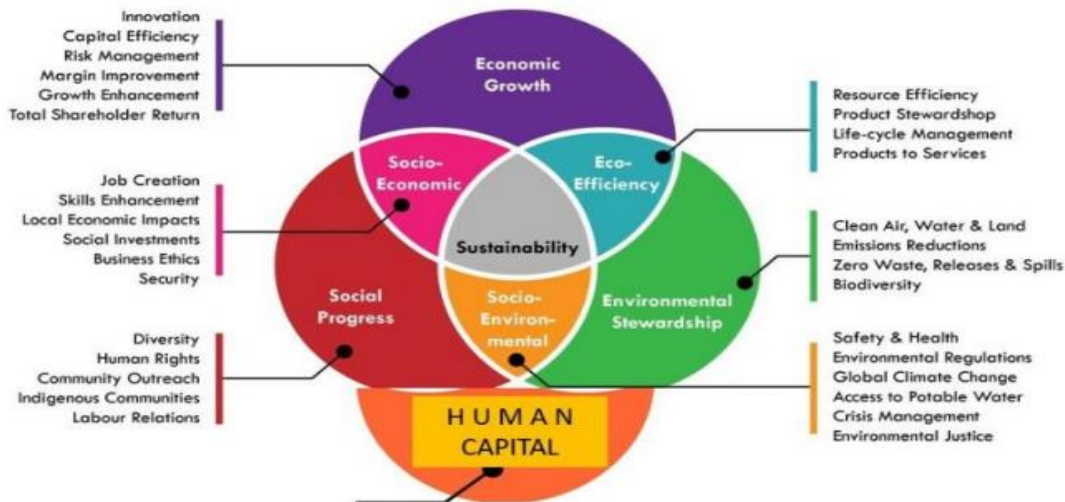 Innovation
Capital Efficiency
Risk Management
Margin Improvement
Growth Enhancement
Total Shareholder Return
Job Creation
Skills Enhancement
Local Economic Impacts
Social Investments
Business Ethics
Security
Diversity
Human Rights
Community Outreach
Indigenous Communities
Labour Relations
Economic
Growth
Socio-
Economic
Eco-
Efficiency
Sustainability
Social
Progress
Socio-
Environ-
mental
Environmental
Stewardship
H U M A N
CAPITAL
Resource Efficiency
Product Stewardshop
Life-cycle Management
Products to Services
Clean Air, Water & Land
Emissions Reductions
Zero Waste, Releases & Spills
Biodiversity
Safety & Health
Environmental Regulations
Global Climate Change
Access to Potable Water
Crisis Management
Environmental Justice